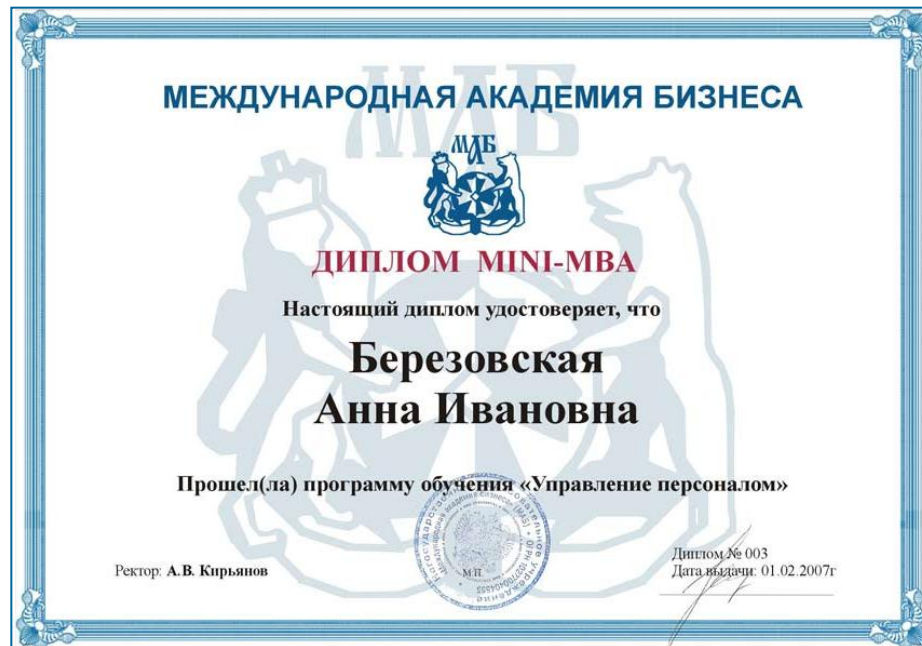 МЕЖДУНАРОДНАЯ АКАДЕМИЯ БИЗНЕСА
МАБ
ДИПЛОМ MINI-MBA
Настоящий диплом удостоверяет, что
Березовская
Анна Ивановна
Прошел(ла) программу обучения «Управление персоналом»
М.П.
Ректор: А.В. Кирьянов
Диплом № 003
Дата выдачи: 01.02.2007г